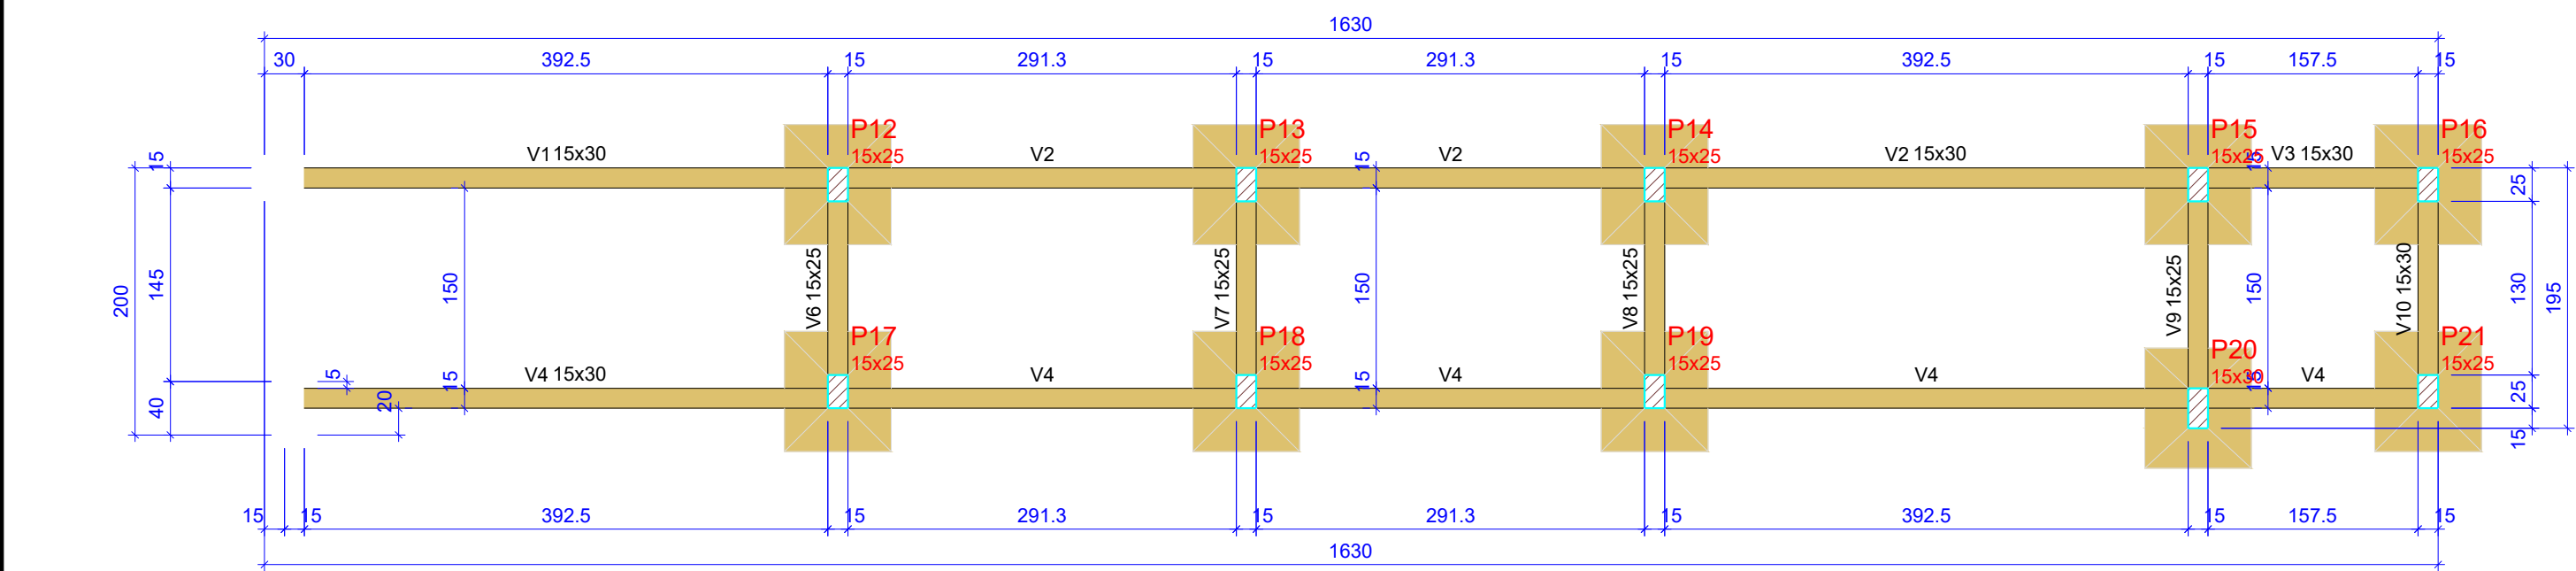 1630
30 392.5 15 291.3 15 291.3 15 392.5 15 157.5 15
P12 P13 P14 P15 P16
15x25 15x25 15x25 15x25 15x25
V1 15x30 V2 V2 V2 15x30 V3 15x30
15 15 15
25
200 145 150 150 150 130 195
V6 15x25 V7 15x25 V8 15x25 V9 15x25 V10 15x30
P17 P18 P19 P20 P21
15x25 15x25 15x25 15x30 15x25
V4 15x30 V4 V4 V4 V4
5 15 15 15 25
40 20
15
15 15 392.5 15 291.3 15 291.3 15 392.5 15 157.5 15
1630